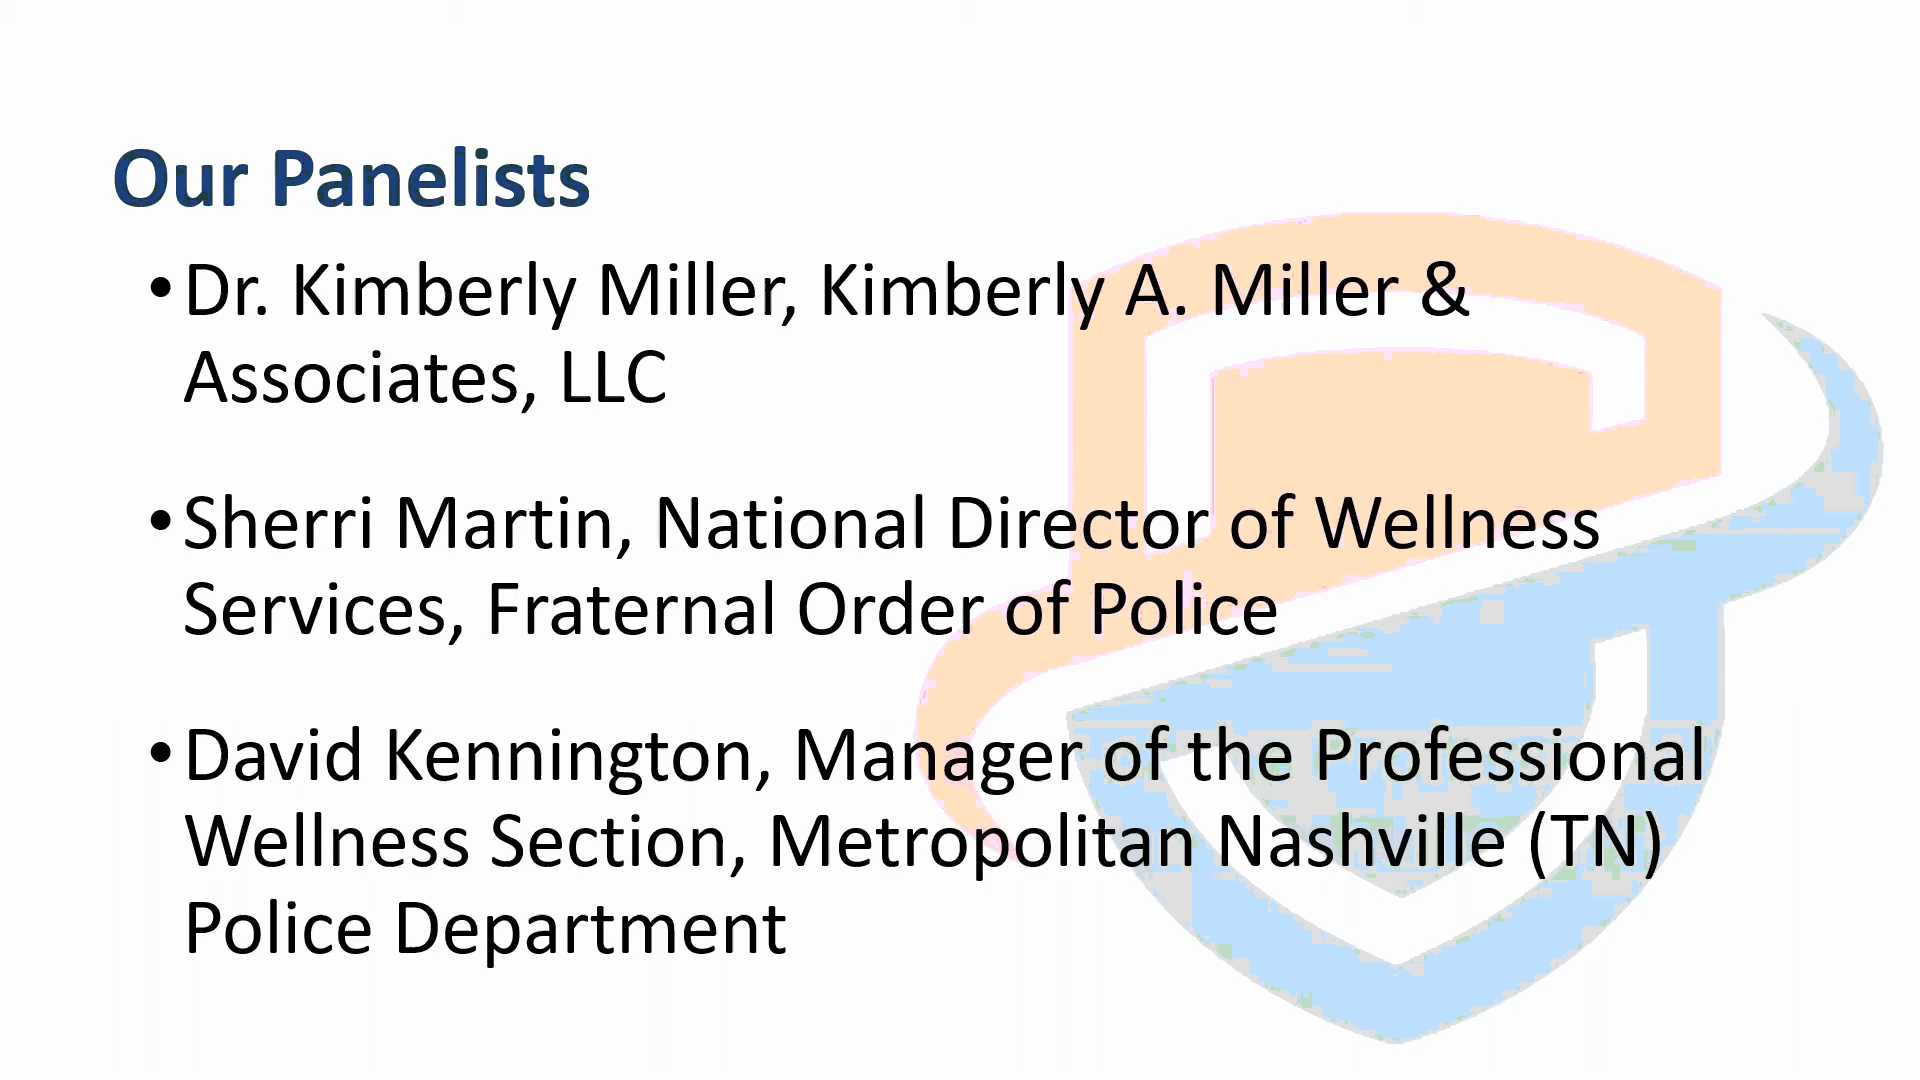 Our Panelists
•Dr. Kimberly Miller, Kimberly A. Miller &
Associates, LLC
•Sherri Martin, National Director of Wellness
Services, Fraternal Order of Police
•David Kennington, Manager of the Professional
Wellness Section, Metropolitan Nashville (TN)
Police Department